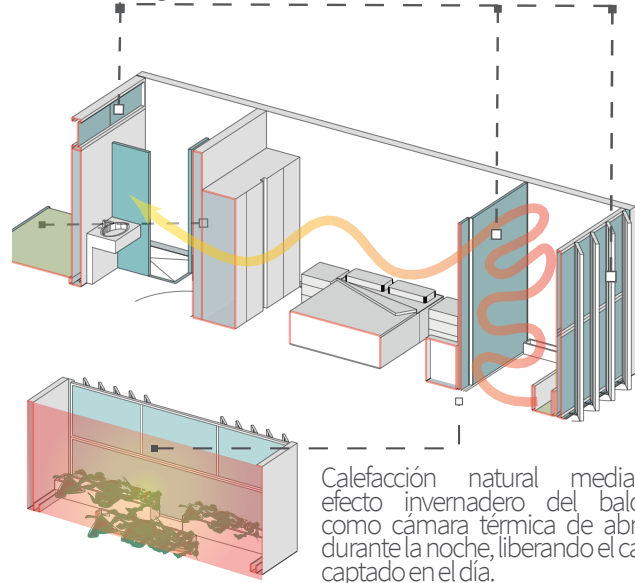 Calefacción natural media
efecto invernadero del balc
como cámara térmica de abr
durante la noche, liberando el ca
captado en el día.